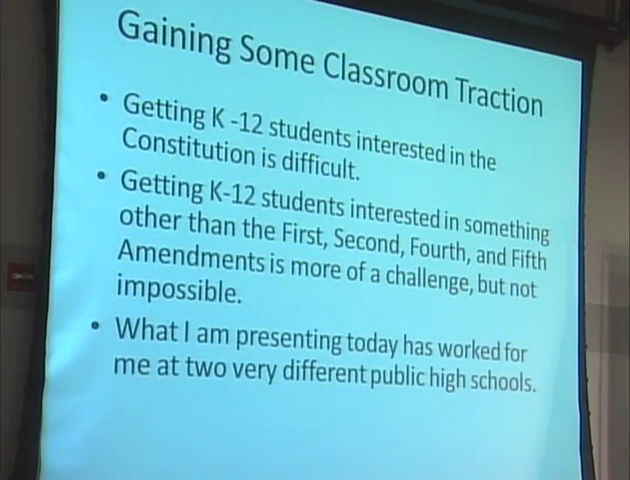 Gaining Some Classroom Traction
• Getting K -12 students interested in the
Constitution is difficult.
• Getting K-12 students interested in something
other than the First, Second, Fourth, and Fifth
Amendments is more of a challenge, but not
impossible.
• What I am presenting today has worked for
me at two very different public high schools.